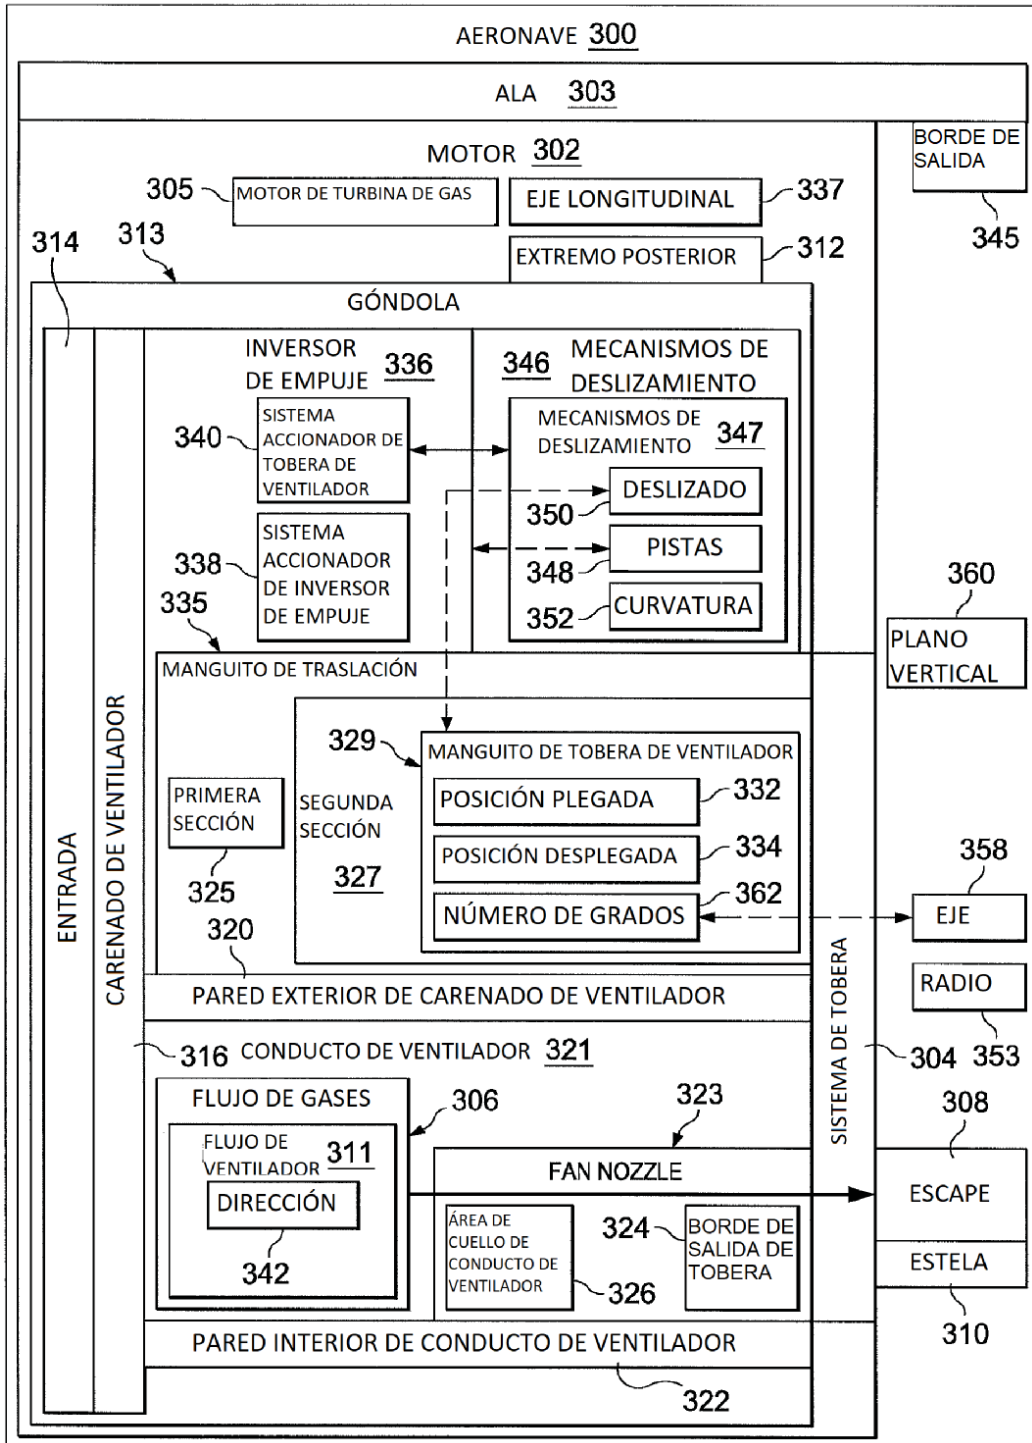 AERONAVE 300
ALA 303
MOTOR 302
BORDE DE
SALIDA
345
305
MOTOR DE TURBINA DE GAS
EJE LONGITUDINAL
337
314
313
EXTREMO POSTERIOR
312
GÓNDOLA
INVERSOR
DE EMPUJE
336
346
MECANISMOS DE
DESLIZAMIENTO
340
SISTEMA
ACCIONADOR DE
TOBERA DE
VENTILADOR
MECANISMOS DE
DESLIZAMIENTO
347
DESLIZADO
350
338
SISTEMA
ACCIONADOR
DE INVERSOR
DE EMPUJE
PISTAS
348
CURVATURA
352
335
360
PLANO
VERTICAL
MANGUITO DE TRASLACIÓN
329
MANGUITO DE TOBERA DE VENTILADOR
PRIMERA
SECCIÓN
325
SEGUNDA
SECCIÓN
327
POSICIÓN PLEGADA
332
POSICIÓN DESPLEGADA
334
NÚMERO DE GRADOS
362
358
EJE
320
PARED EXTERIOR DE CARENADO DE VENTILADOR
RADIO
353
ENTRADA
CARENADO DE VENTILADOR
SISTEMA DE TOBERA
304
316
CONDUCTO DE VENTILADOR 321
FLUJO DE GASES
306
323
308
FLUJO DE
VENTILADOR
311
DIRECCIÓN
342
FAN NOZZLE
ESCAPE
ÁREA DE
CUELLO DE
CONDUCTO DE
VENTILADOR
326
324
BORDE DE
SALIDA DE
TOBERA
ESTELA
310
PARED INTERIOR DE CONDUCTO DE VENTILADOR
322